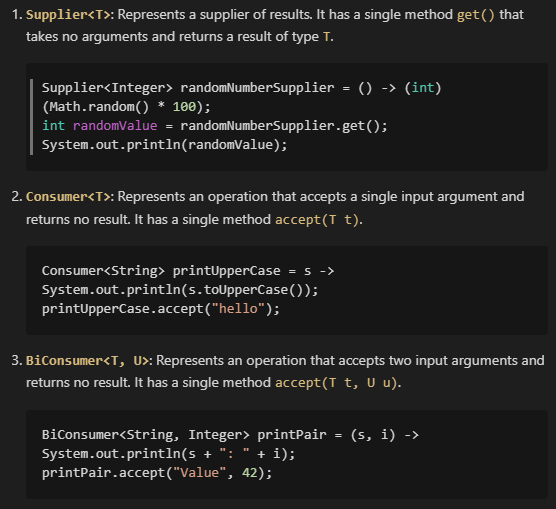 1. Supplier<T>: Represents a supplier of results. It has a single method get() that
takes no arguments and returns a result of type T.
Supplier<Integer> randomNumberSupplier = () -> (int)
(Math.random() * 100);
int randomValue = randomNumberSupplier.get();
System.out.println(randomValue);
2. Consumer<T>: Represents an operation that accepts a single input argument and
returns no result. It has a single method accept(T t).
Consumer<String> printUpperCase = s ->
System.out.println(s.toUpperCase());
printUpperCase.accept("hello");
3. BiConsumer<T, U>: Represents an operation that accepts two input arguments and
returns no result. It has a single method accept(T t, U u).
BiConsumer<String, Integer> printPair = (s, i) ->
System.out.println(s + ": " + i);
printPair.accept("Value", 42);